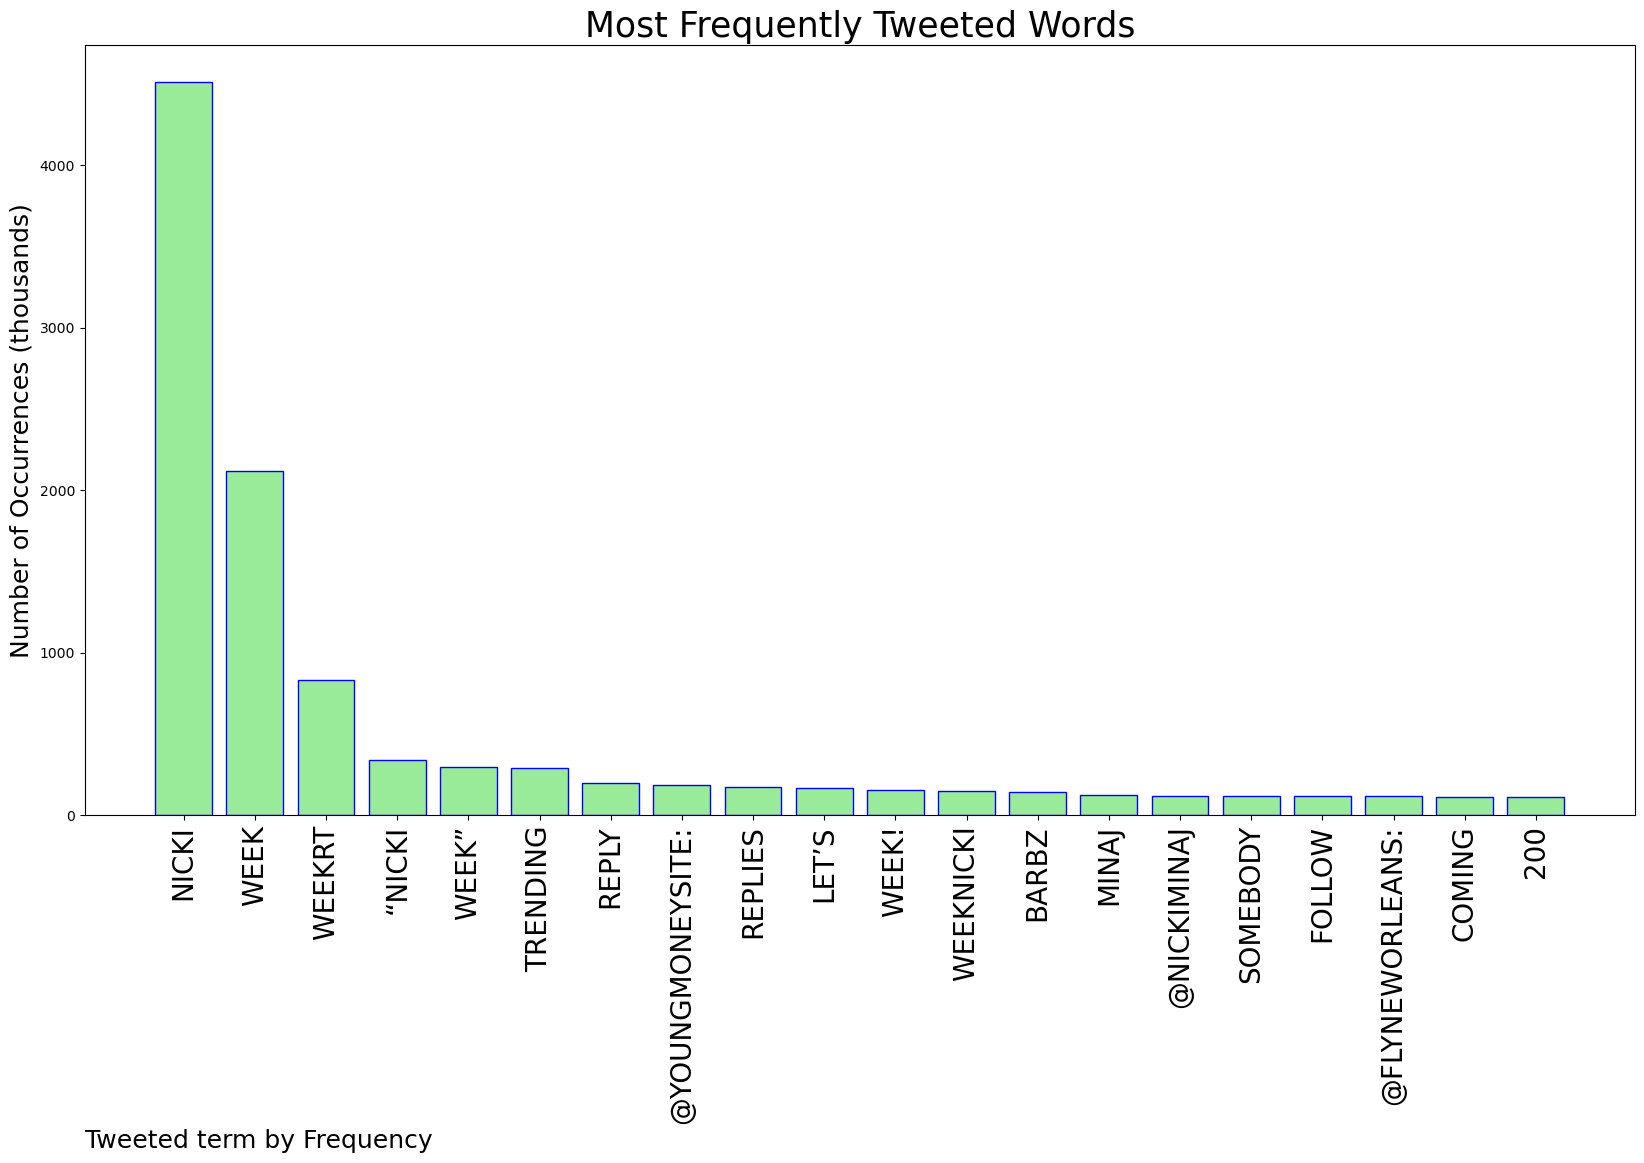 Most Frequently Tweeted Words
Number of Occurrences (thousands)
4000
3000
2000
1000
0
NICKI
WEEK
WEEKRT
“NICKI
WEEK”
TRENDING
REPLY
@YOUNGMONEYSITE:
REPLIES
LET’S
WEEK!
WEEKNICKI
BARBZ
MINAJ
@NICKIMINAJ
SOMEBODY
FOLLOW
@FLYNEWORLEANS:
COMING
200
Tweeted term by Frequency